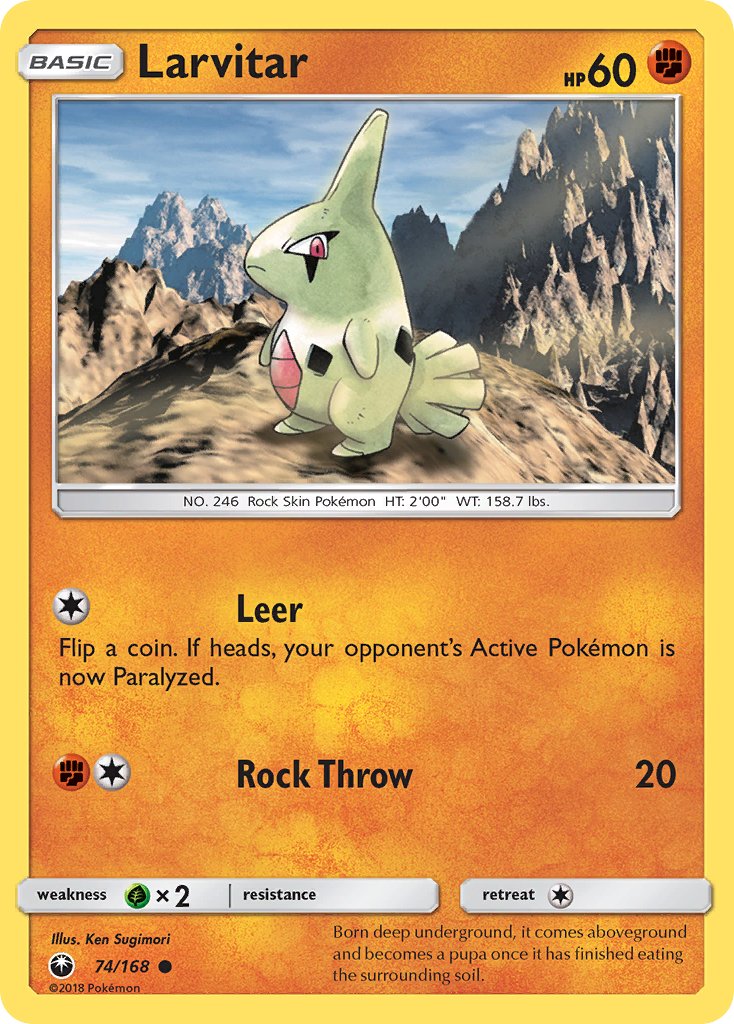 BASIC Larvitar HP60
NO. 246 Rock Skin Pokémon HT: 2'00" WT: 158.7 lbs.
Leer
Flip a coin. If heads, your opponent's Active Pokémon is
now Paralyzed.
Rock Throw 20
weakness ×2 resistance retreat
Illus. Ken Sugimori
74/168
©2018 Pokémon
Born deep underground, it comes aboveground
and becomes a pupa once it has finished eating
the surrounding soil.